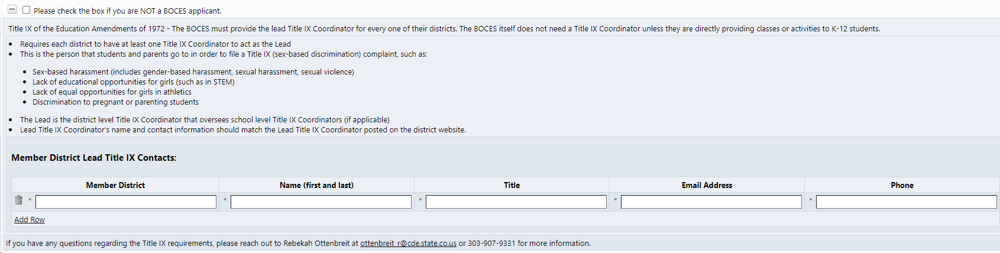 Please check the box if you are NOT a BOCES applicant.
Title IX of the Education Amendments of 1972 - The BOCES must provide the lead Title IX Coordinator for every one of their districts. The BOCES itself does not need a Title IX Coordinator unless they are directly providing classes or activities to K-12 students.
• Requires each district to have at least one Title IX Coordinator to act as the Lead
• This is the person that students and parents go to in order to file a Title IX (sex-based discrimination) complaint, such as:
• Sex-based harassment (includes gender-based harassment, sexual harassment, sexual violence)
• Lack of educational opportunities for girls (such as in STEM)
• Lack of equal opportunities for girls in athletics
• Discrimination to pregnant or parenting students
• The Lead is the district level Title IX Coordinator that oversees school level Title IX Coordinators (if applicable)
• Lead Title IX Coordinator's name and contact information should match the Lead Title IX Coordinator posted on the district website.
Member District Lead Title IX Contacts:
Member District Name (first and last) Title Email Address Phone
* * * * *
Add Row
If you have any questions regarding the Title IX requirements, please reach out to Rebekah Ottenbreit at ottenbreit_r@cde.state.co.us or 303-907-9331 for more information.